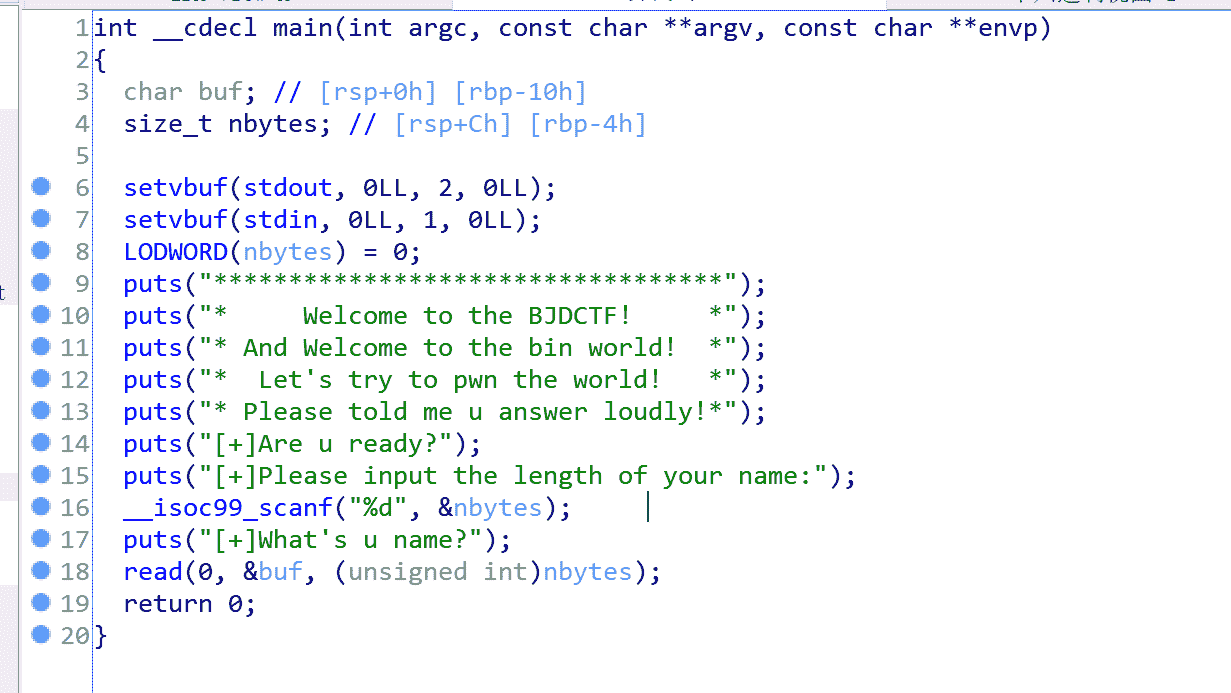 1 int __cdecl main(int argc, const char **argv, const char **envp)
2 {
3   char buf; // [rsp+0h] [rbp-10h]
4   size_t nbytes; // [rsp+Ch] [rbp-4h]
5
6   setvbuf(stdout, 0LL, 2, 0LL);
7   setvbuf(stdin, 0LL, 1, 0LL);
8   LODWORD(nbytes) = 0;
9   puts("**********************************");
10   puts("*     Welcome to the BJDCTF!     *");
11   puts("* And Welcome to the bin world!  *");
12   puts("*  Let's try to pwn the world!   *");
13   puts("* Please told me u answer loudly!*");
14   puts("[+]Are u ready?");
15   puts("[+]Please input the length of your name:");
16   __isoc99_scanf("%d", &nbytes);
17   puts("[+]What's u name?");
18   read(0, &buf, (unsigned int)nbytes);
19   return 0;
20 }